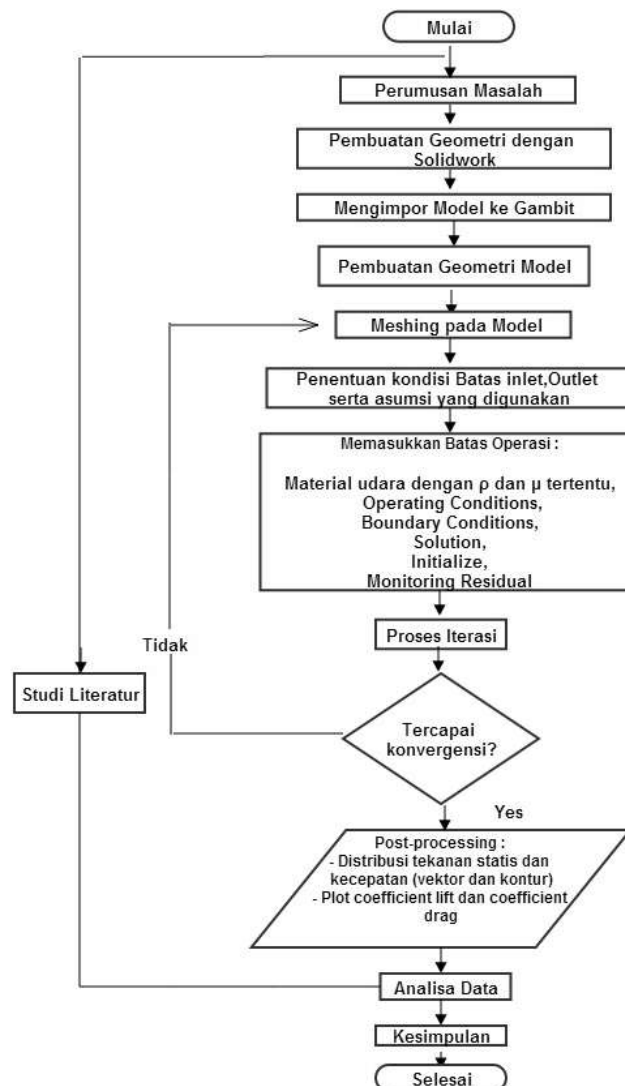 Mulai
Perumusan Masalah
Pembuatan Geometri dengan
Solidwork
Mengimpor Model ke Gambit
Pembuatan Geometri Model
Meshing pada Model
Penentuan kondisi Batas inlet,Outlet
serta asumsi yang digunakan
Memasukkan Batas Operasi :
Material udara dengan ρ dan μ tertentu,
Operating Conditions,
Boundary Conditions,
Solution,
Initialize,
Monitoring Residual
Proses Iterasi
Tidak
Studi Literatur
Tercapai
konvergensi?
Yes
Post-processing :
- Distribusi tekanan statis dan
kecepatan (vektor dan kontur)
- Plot coefficient lift dan coefficient
drag
Analisa Data
Kesimpulan
Selesai